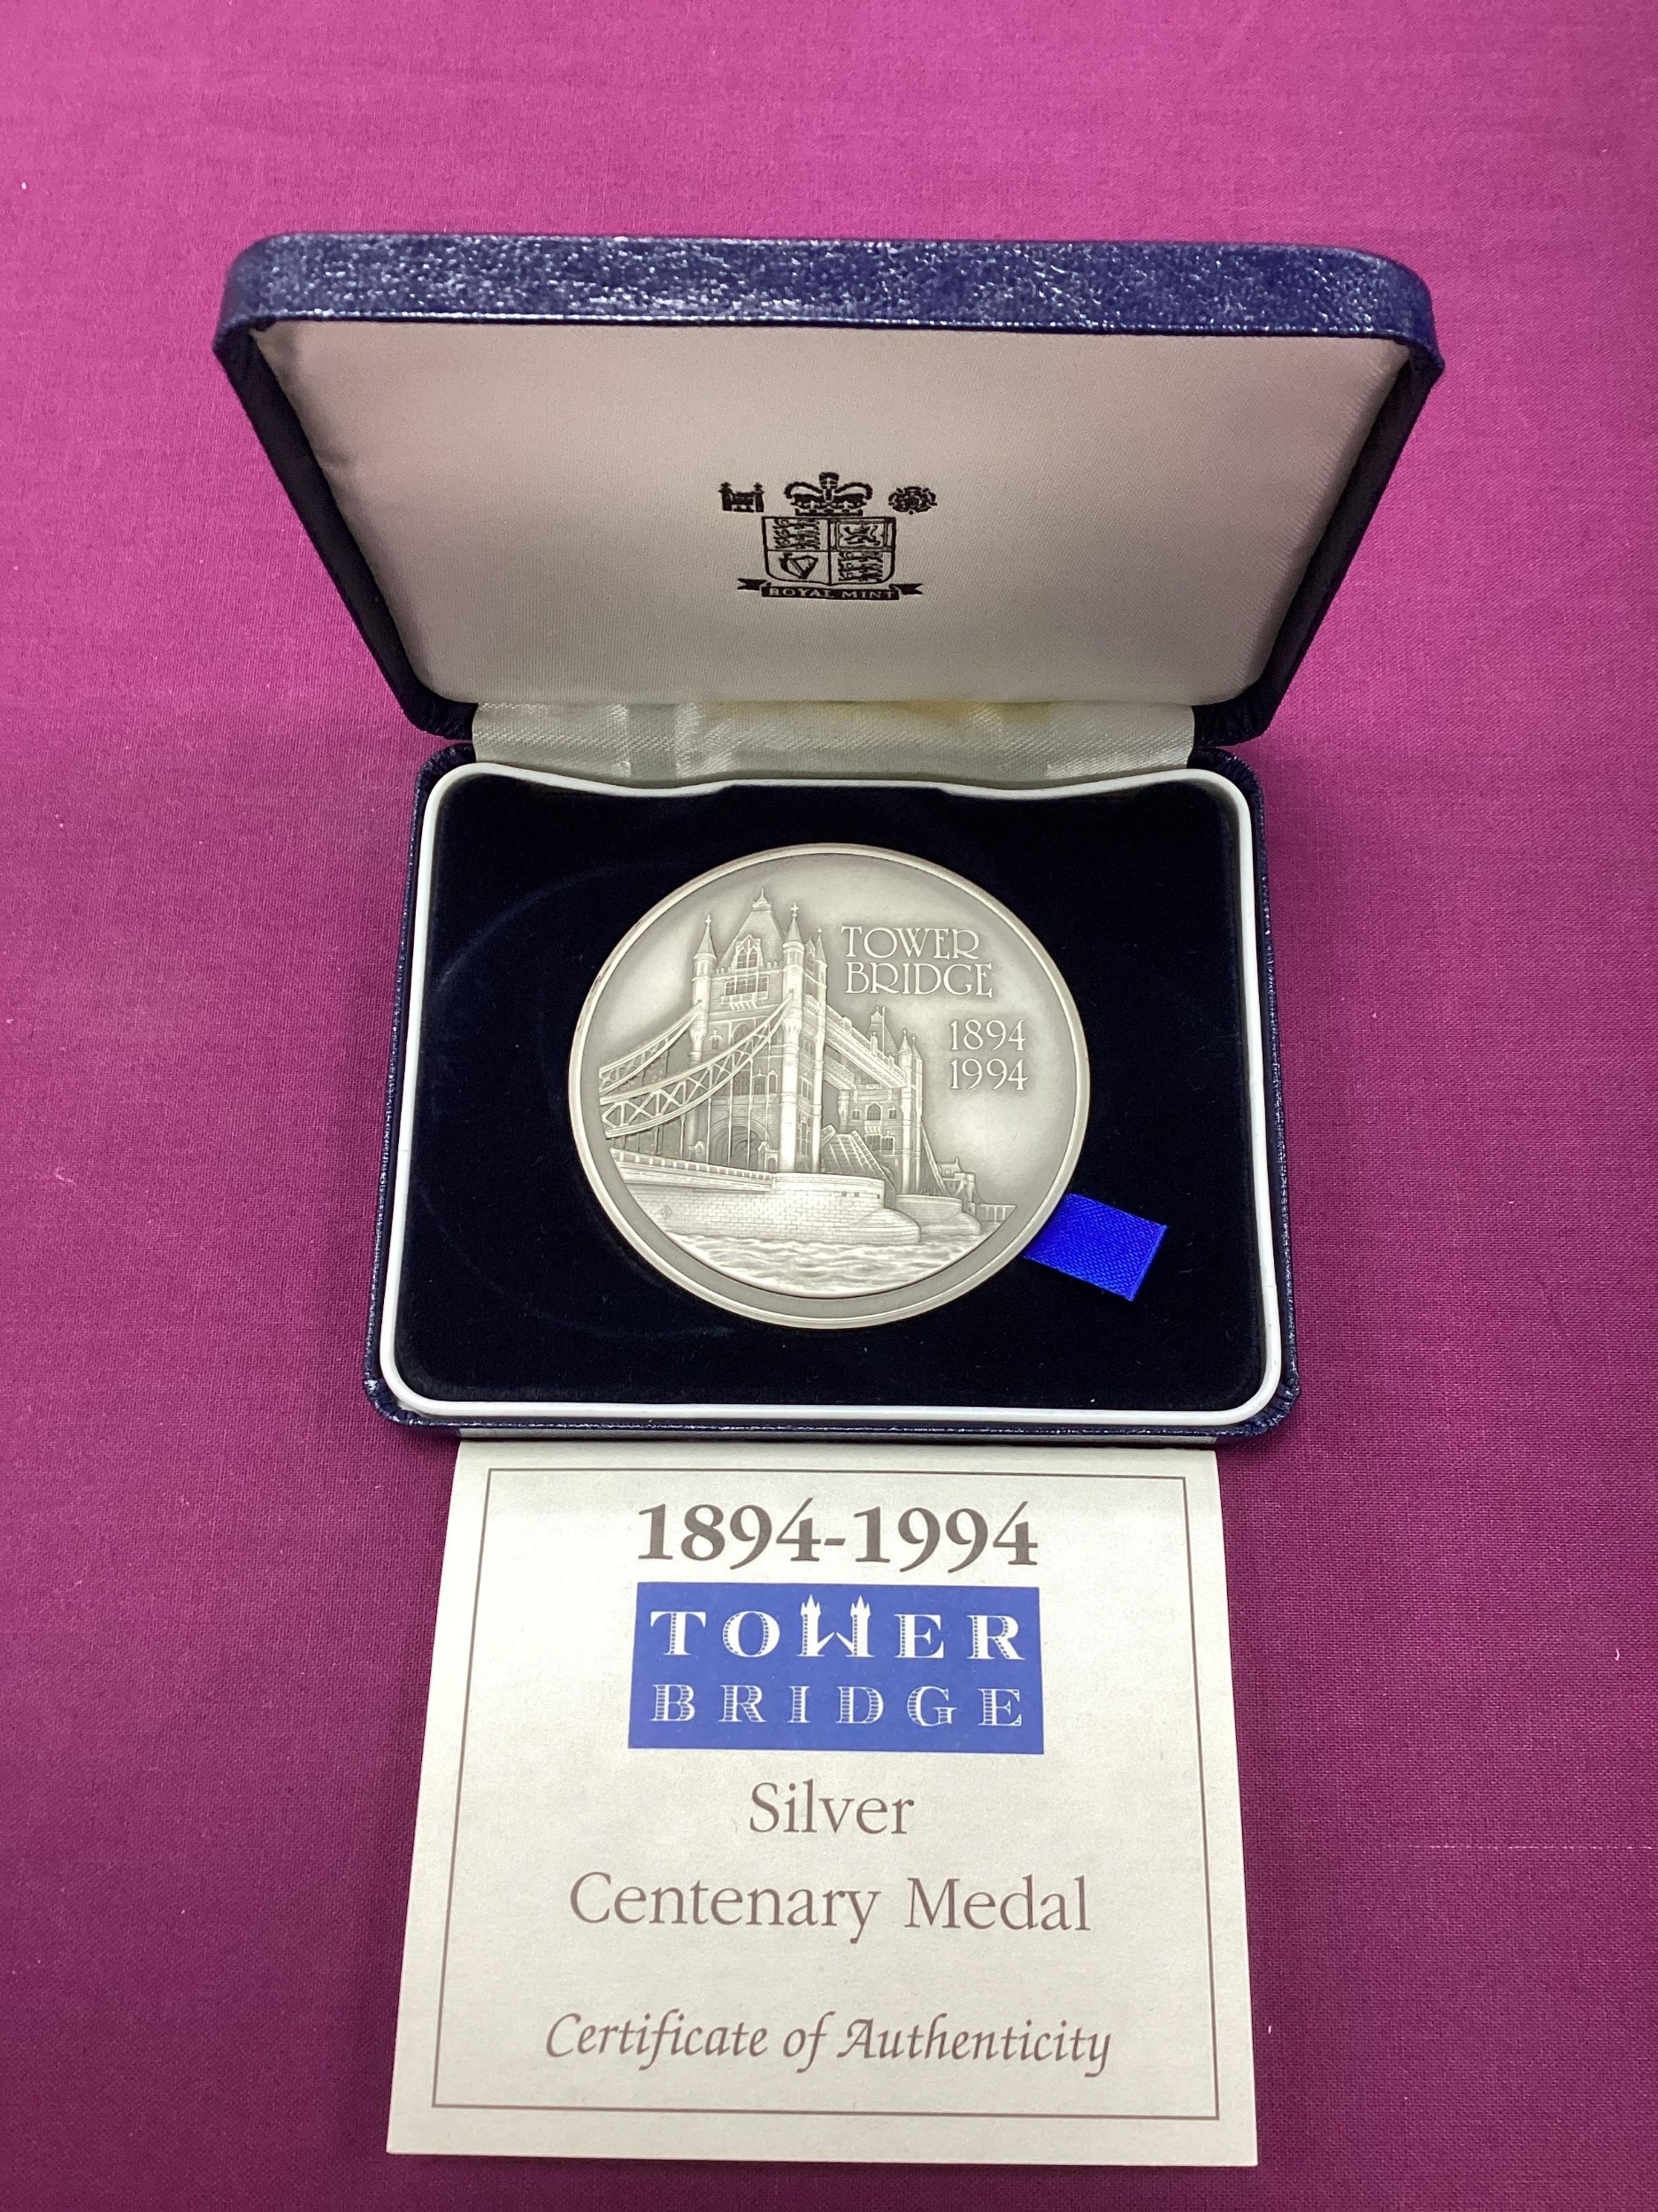 ROYAL MINT
TOWER
BRIDGE
1894
1994
1894-1994
TOWER
BRIDGE
Silver
Centenary Medal
Certificate of Authenticity